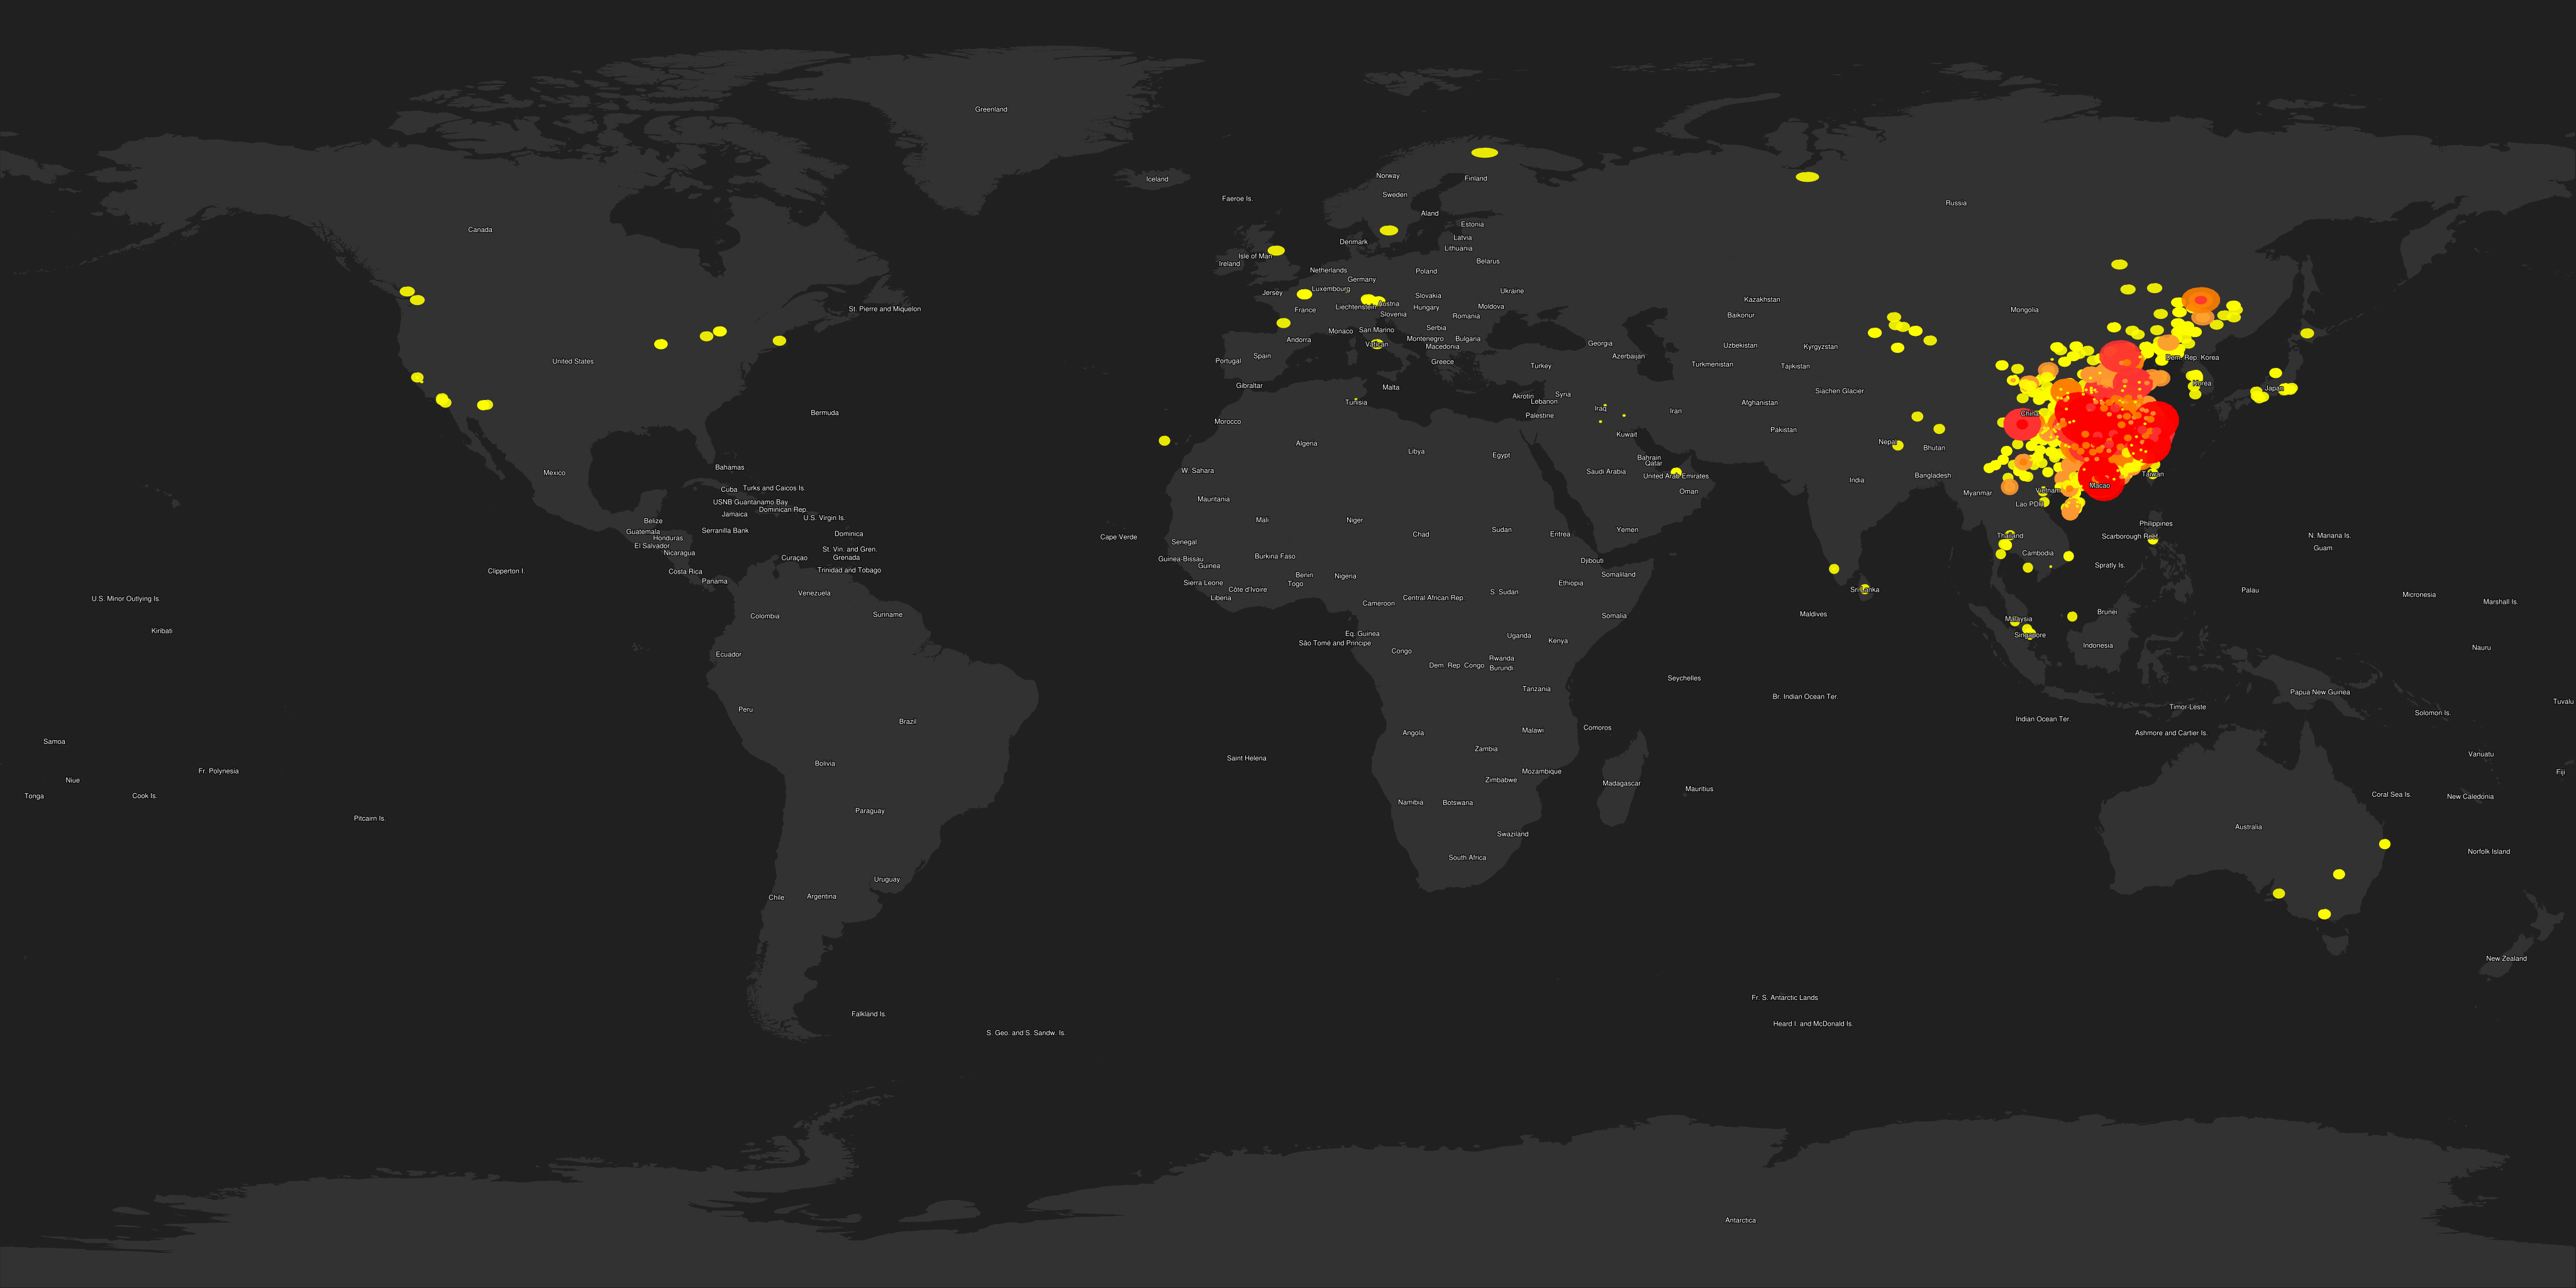 Greenland
Iceland
Norway
Finland
Sweden
Faeroe Is.
Russia
Aland
Estonia
Canada
Latvia
Denmark
Lithuania
Isle of Man
Ireland
Belarus
Netherlands
Poland
Germany
Luxembourg
Jersey
Ukraine
Slovakia
Kazakhstan
Austria
Liechtenstein
Hungary
Moldova
St. Pierre and Miquelon
France
Mongolia
Slovenia
Romania
Baikonur
Serbia
San Marino
Monaco
Montenegro
Bulgaria
Andorra
Vatican
Georgia
Uzbekistan
Macedonia
Kyrgyzstan
Spain
Azerbaijan
Dem. Rep. Korea
Portugal
United States
Greece
Turkmenistan
Turkey
Tajikistan
Korea
Gibraltar
Malta
Japan
Siachen Glacier
Syria
Akrotiri
Lebanon
Tunisia
Afghanistan
Iraq
Iran
Bermuda
China
Palestine
Morocco
Pakistan
Kuwait
Nepal
Algeria
Bhutan
Libya
Egypt
Bahrain
Qatar
Bahamas
W. Sahara
Saudi Arabia
Mexico
Taiwan
Bangladesh
United Arab Emirates
India
Macao
Turks and Caicos Is.
Cuba
Vietnam
Oman
Myanmar
Mauritania
USNB Guantanamo Bay
Lao PDR
Dominican Rep.
Jamaica
U.S. Virgin Is.
Mali
Niger
Belize
Philippines
Serranilla Bank
Sudan
Yemen
Guatemala
Dominica
Chad
Eritrea
Thailand
N. Mariana Is.
Scarborough Reef
Cape Verde
Honduras
Senegal
El Salvador
Guam
St. Vin. and Gren.
Nicaragua
Cambodia
Burkina Faso
Grenada
Curaçao
Guinea-Bissau
Djibouti
Guinea
Spratly Is.
Trinidad and Tobago
Clipperton I.
Costa Rica
Somaliland
Benin
Nigeria
Panama
Sierra Leone
Togo
Ethiopia
Côte d'Ivoire
Sri Lanka
Palau
S. Sudan
Venezuela
Micronesia
Liberia
Central African Rep.
U.S. Minor Outlying Is.
Marshall Is.
Cameroon
Brunei
Maldives
Suriname
Colombia
Somalia
Malaysia
Kiribati
Eq. Guinea
Singapore
Uganda
Kenya
São Tomé and Principe
Indonesia
Nauru
Congo
Ecuador
Rwanda
Dem. Rep. Congo
Burundi
Seychelles
Tanzania
Papua New Guinea
Br. Indian Ocean Ter.
Tuvalu
Timor-Leste
Peru
Solomon Is.
Indian Ocean Ter.
Brazil
Comoros
Malawi
Angola
Ashmore and Cartier Is.
Samoa
Zambia
Vanuatu
Saint Helena
Bolivia
Fr. Polynesia
Mozambique
Fiji
Niue
Zimbabwe
Madagascar
Mauritius
Coral Sea Is.
Tonga
Cook Is.
New Caledonia
Namibia
Botswana
Paraguay
Pitcairn Is.
Australia
Swaziland
Norfolk Island
South Africa
Uruguay
Argentina
Chile
New Zealand
Fr. S. Antarctic Lands
Falkland Is.
Heard I. and McDonald Is.
S. Geo. and S. Sandw. Is.
Antarctica